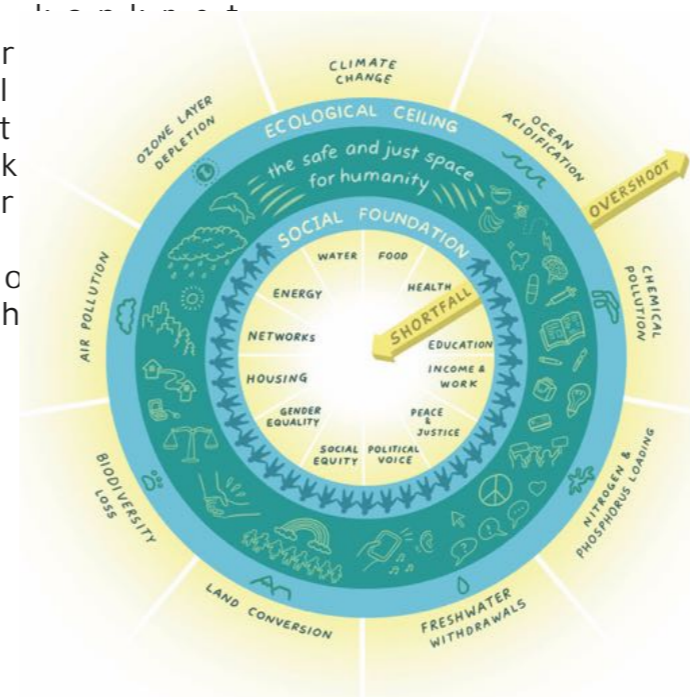 r
l
t
k
r
o
h
CLIMATE
CHANGE
OZONE LAYER
DEPLETION
OCEAN
ACIDIFICATION
ECOLOGICAL CEILING
the safe and just space
for humanity
OVERSHOOT
SOCIAL FOUNDATION
WATER
FOOD
ENERGY
HEALTH
SHORTFALL
AIR POLLUTION
CHEMICAL
POLLUTION
NETWORKS
EDUCATION
HOUSING
INCOME &
WORK
GENDER
EQUALITY
PEACE
&
JUSTICE
SOCIAL
EQUITY
POLITICAL
VOICE
BIODIVERSITY
LOSS
NITROGEN &
PHOSPHORUS LOADING
LAND CONVERSION
FRESHWATER
WITHDRAWALS